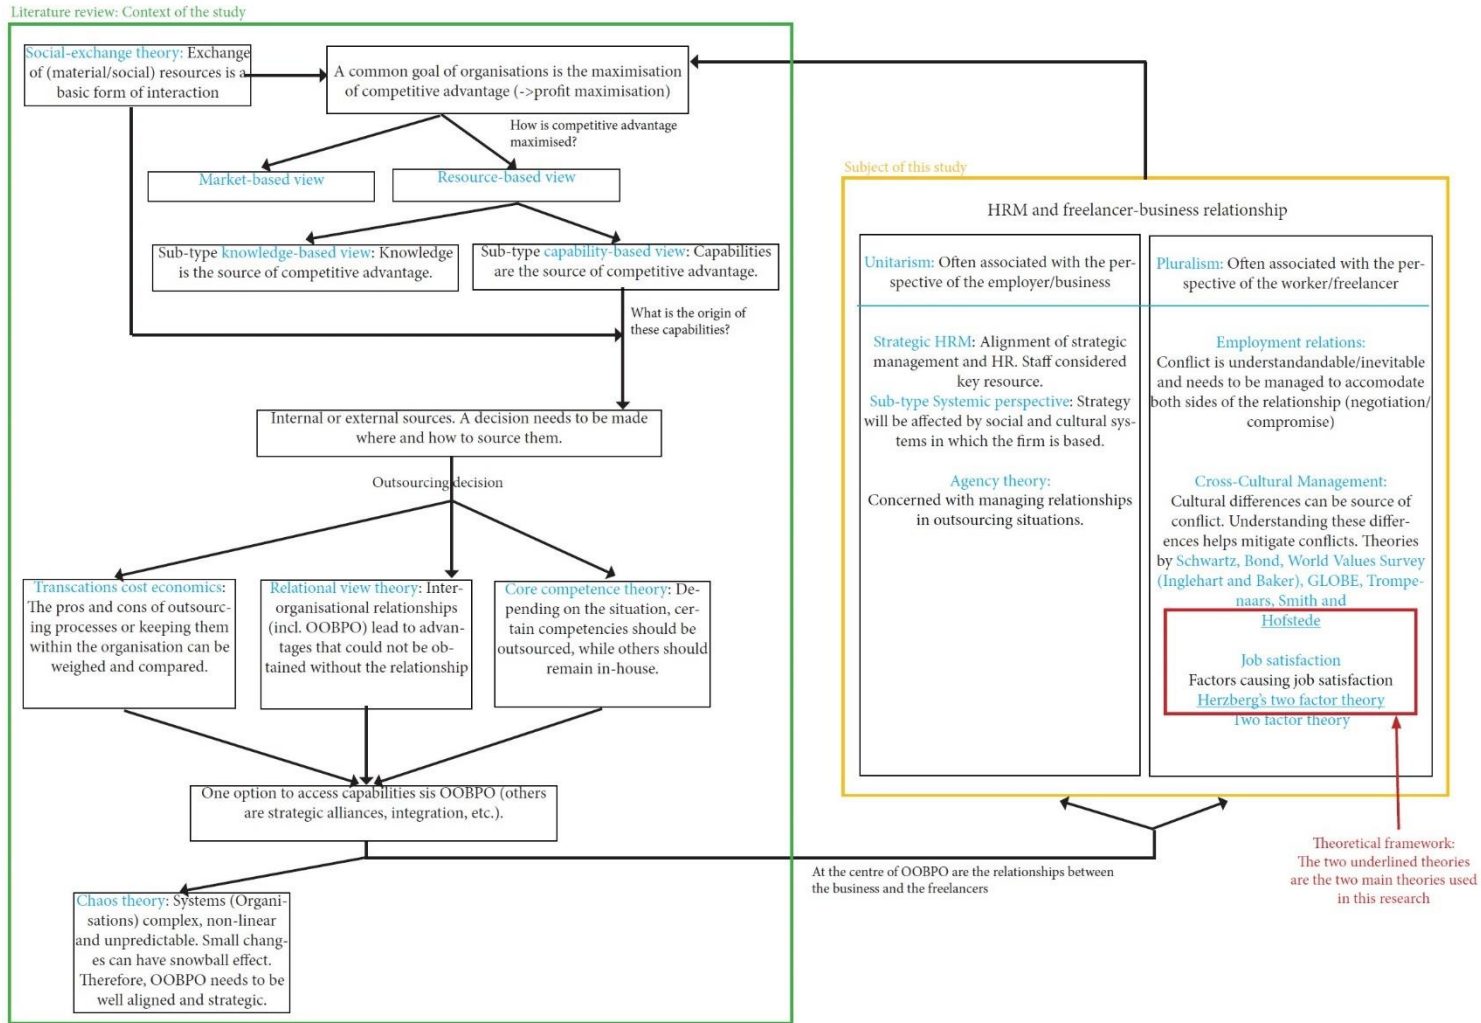 Literature review: Context of the study
Social-exchange theory: Exchange
of (material/social) resources is a
basic form of interaction
A common goal of organisations is the maximisation
of competitive advantage (->profit maximisation)
How is competitive advantage
maximised?
Market-based view
Resource-based view
Sub-type knowledge-based view: Knowledge
is the source of competitive advantage.
Sub-type capability-based view: Capabilities
are the source of competitive advantage.
What is the origin of
these capabilities?
Internal or external sources. A decision needs to be made
where and how to source them.
Outsourcing decision
Transcations cost economics:
The pros and cons of outsourc-
ing processes or keeping them
within the organisation can be
weighed and compared.
Relational view theory: Inter-
organisational relationships
(incl. OOBPO) lead to advan-
tages that could not be ob-
tained without the relationship
Core competence theory: De-
pending on the situation, cer-
tain competencies should be
outsourced, while others should
remain in-house.
One option to access capabilities sis OOBPO (others
are strategic alliances, integration, etc.).
Chaos theory: Systems (Organi-
sations) complex, non-linear
and unpredictable. Small chang-
es can have snowball effect.
Therefore, OOBPO needs to be
well aligned and strategic.
At the centre of OOBPO are the relationships between
the business and the freelancers
Subject of this study
HRM and freelancer-business relationship
Unitarism: Often associated with the per-
spective of the employer/business
Strategic HRM: Alignment of strategic
management and HR. Staff considered
key resource.
Sub-type Systemic perspective: Strategy
will be affected by social and cultural sys-
tems in which the firm is based.
Agency theory:
Concerned with managing relationships
in outsourcing situations.
Pluralism: Often associated with the per-
spective of the worker/freelancer
Employment relations:
Conflict is understandandable/inevitable
and needs to be managed to accomodate
both sides of the relationship (negotiation/
compromise)
Cross-Cultural Management:
Cultural differences can be source of
conflict. Understanding these differ-
ences helps mitigate conflicts. Theories
by Schwartz, Bond, World Values Survey
(Inglehart and Baker), GLOBE, Trompe-
naars, Smith and
Hofstede
Job satisfaction
Factors causing job satisfaction
Herzberg's two factor theory
Two factor theory
Theoretical framework:
The two underlined theories
are the two main theories used
in this research